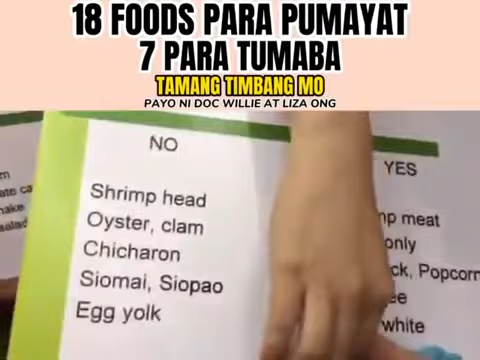 18 FOODS PARA PUMAYAT
7 PARA TUMABA
TAMANG TIMBANG MO
PAYO NI DOC WILLIE AT LIZA ONG
NO
Shrimp head
Oyster, clam
Chicharon
Siomai, Siopao
Egg yolk
YES
meat
only
Popcorn
white